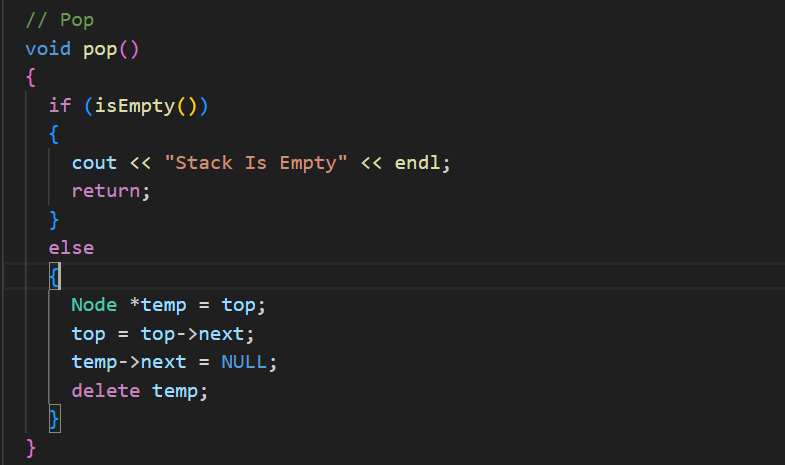 // Pop
void pop()
{
if (isEmpty())
{
cout << "Stack Is Empty" << endl;
return;
}
else
{
Node *temp = top;
top = top->next;
temp->next = NULL;
delete temp;
}
}